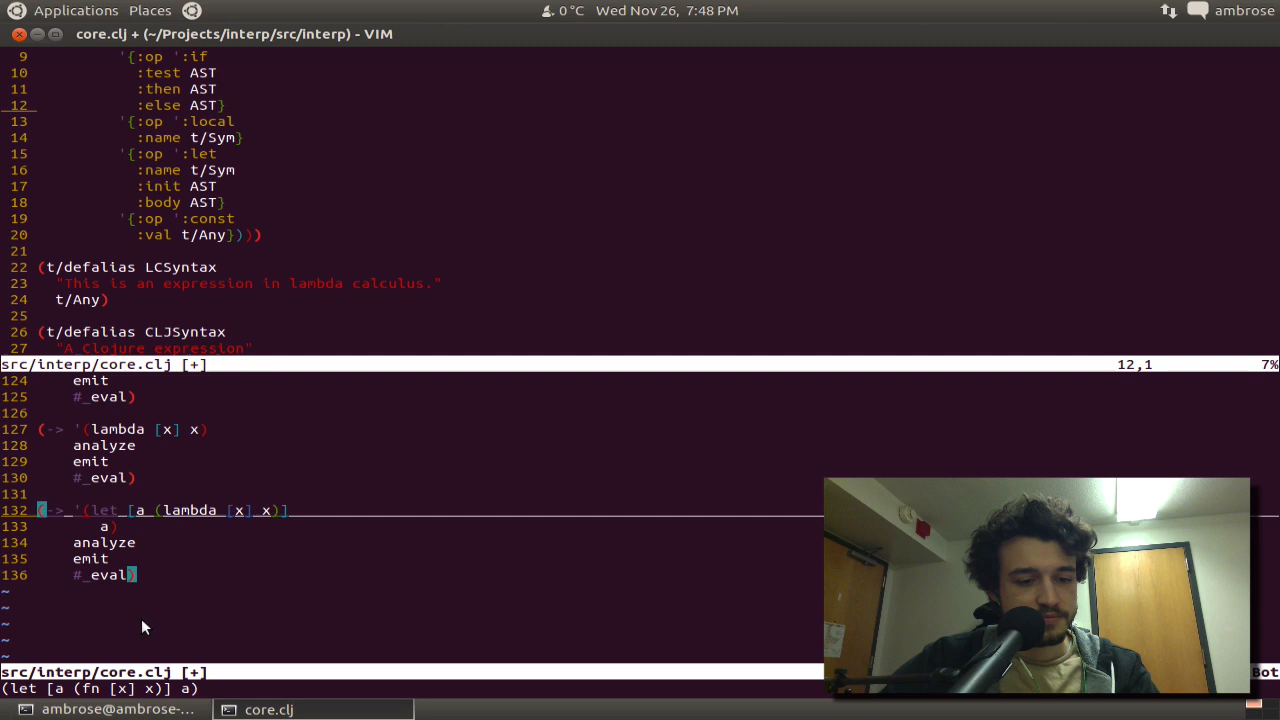 Applications Places 0 °C Wed Nov 26, 7:48 PM ambrose
core.clj + (~/Projects/interp/src/interp) - VIM
9 '{:op ':if
10 :test AST
11 :then AST
12 :else AST}
13 '{:op ':local
14 :name t/Sym}
15 '{:op ':let
16 :name t/Sym
17 :init AST
18 :body AST}
19 '{:op ':const
20 :val t/Any})))
21
22 (t/defalias LCSyntax
23 "This is an expression in lambda calculus."
24 t/Any)
25
26 (t/defalias CLJSyntax
27 "A Clojure expression"
src/interp/core.clj [+] 12,1 7%
124 emit
125 #_eval)
126
127 (-> '(lambda [x] x)
128 analyze
129 emit
130 #_eval)
131
132 (-> '(let [a (lambda [x] x)]
133 a)
134 analyze
135 emit
136 #_eval)
~
~
~
~
~
src/interp/core.clj [+] Bot
(let [a (fn [x] x)] a)
ambrose@ambrose-... core.clj